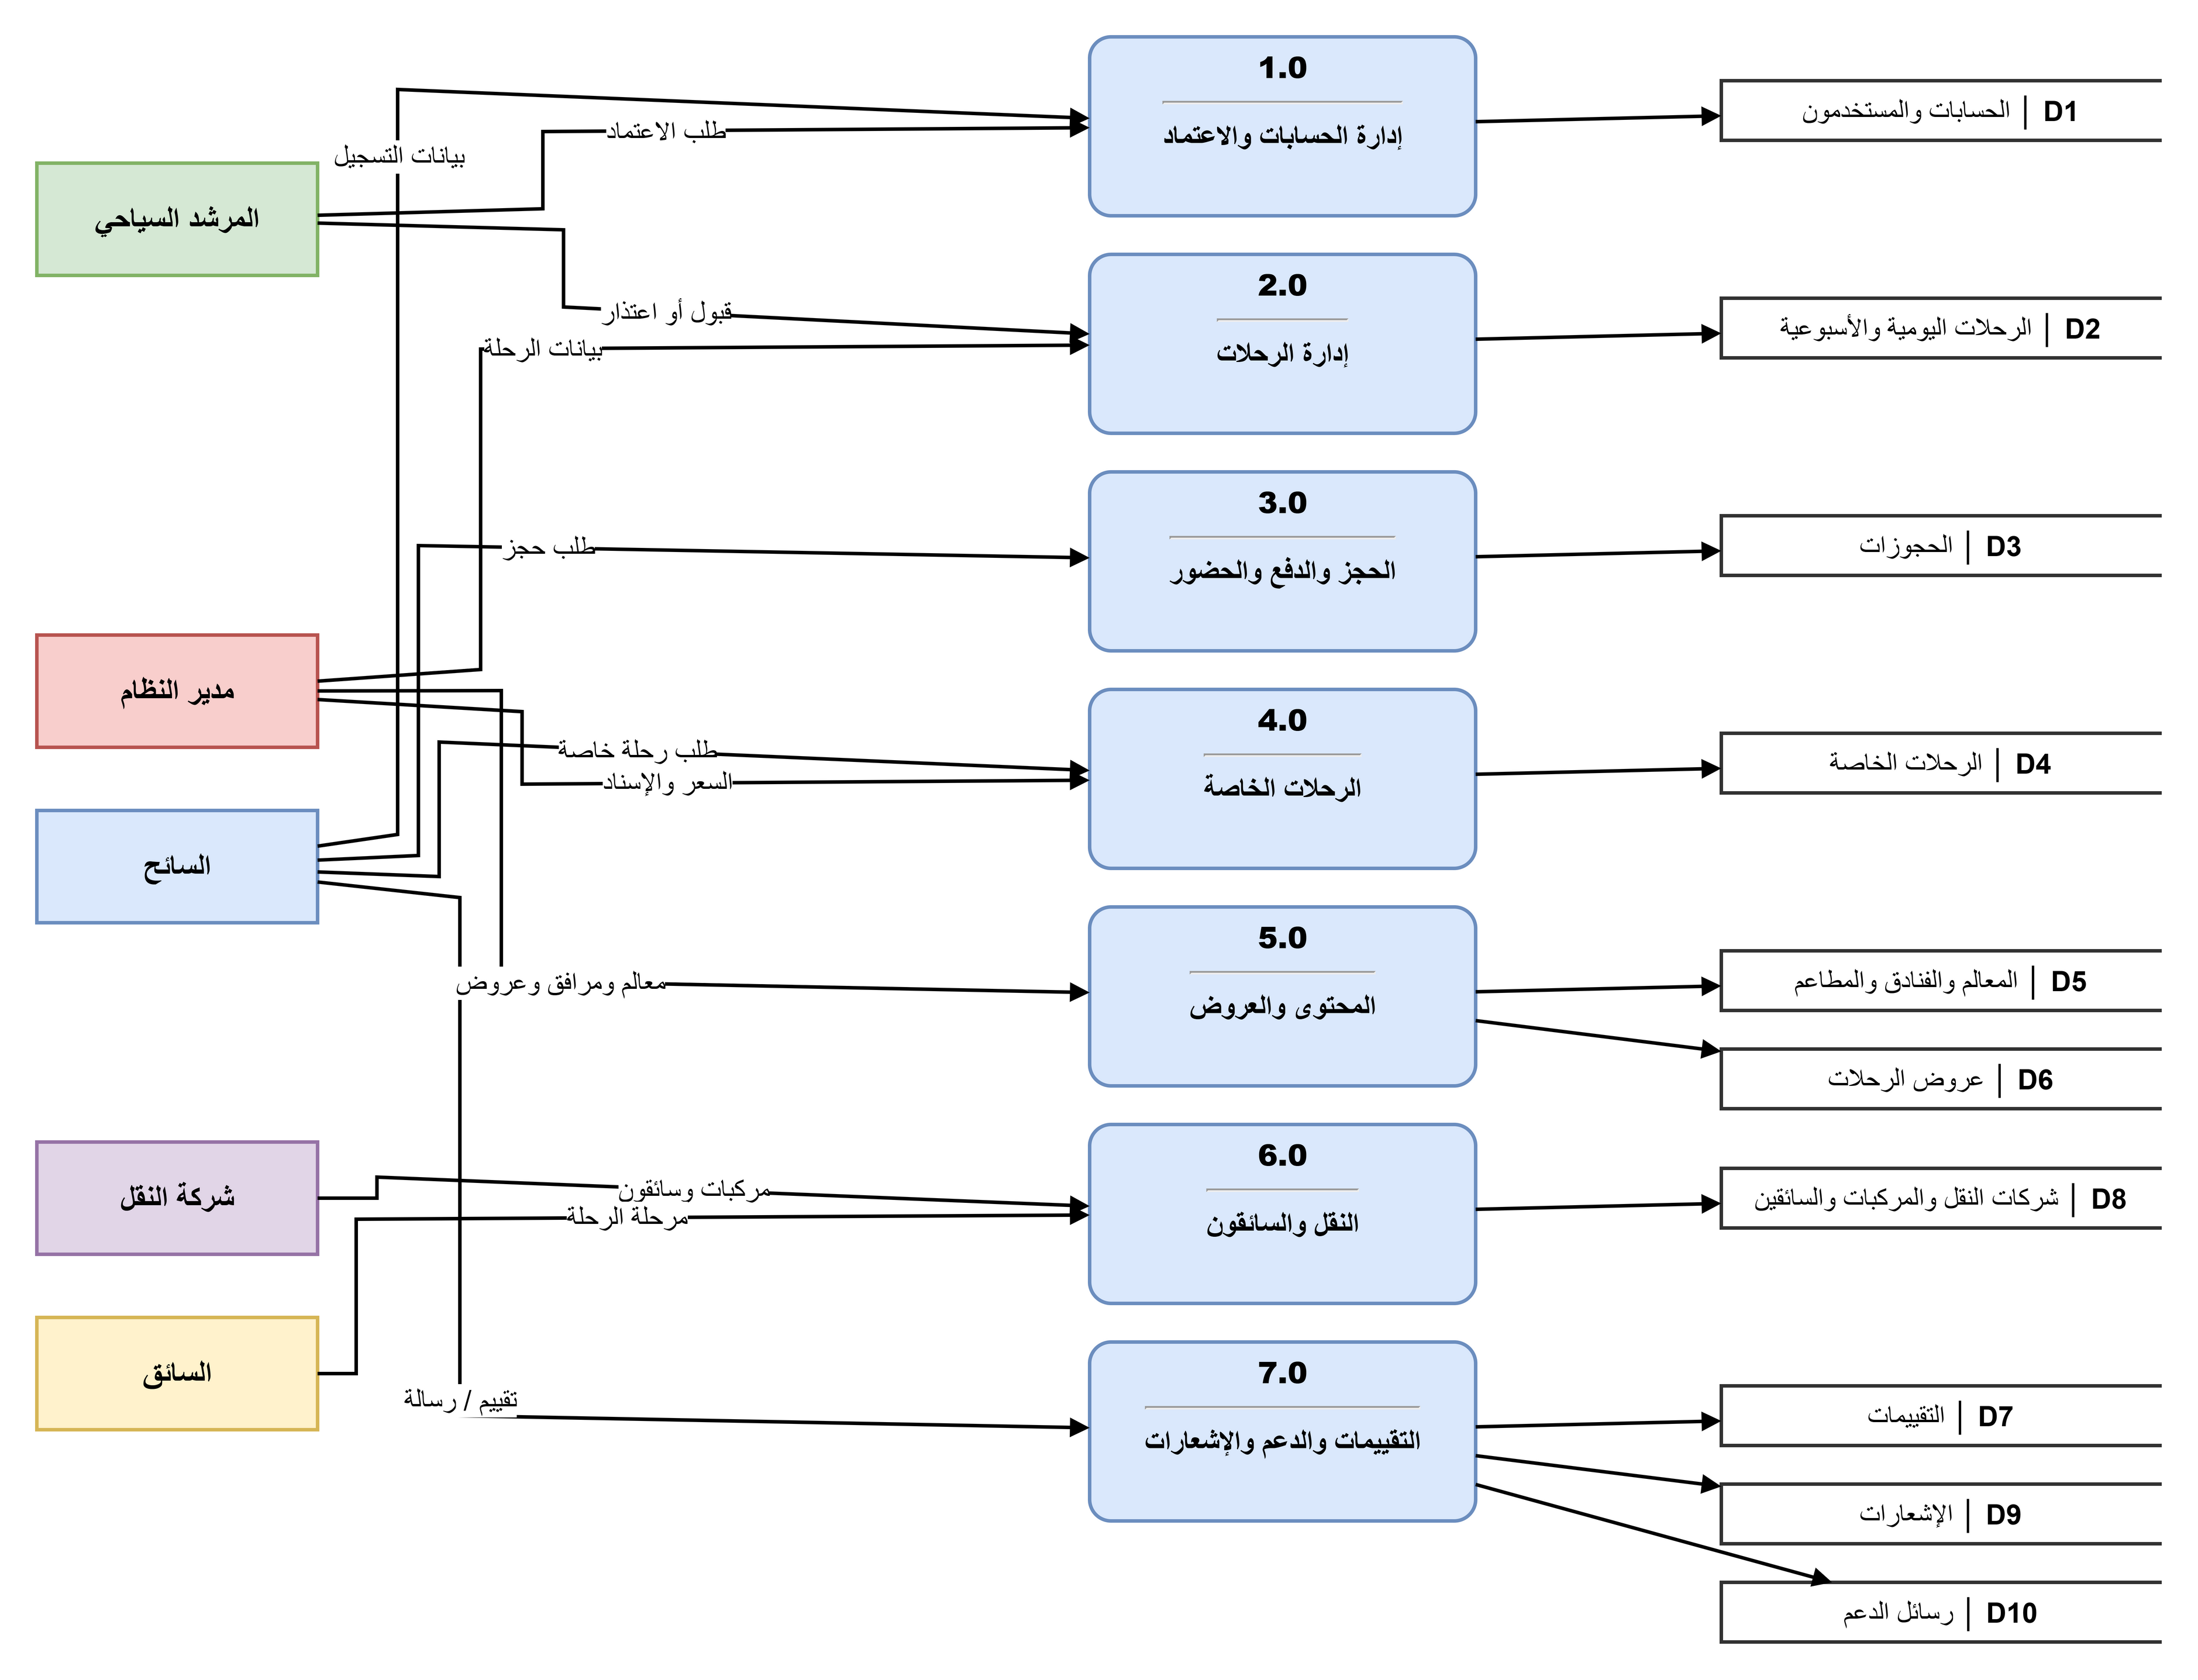 المرشد السياحي
مدير النظام
السائح
شركة النقل
السائق
بيانات التسجيل
طلب الاعتماد
قبول أو اعتذار
بيانات الرحلة
طلب حجز
طلب رحلة خاصة
السعر والإسناد
معالم ومرافق وعروض
مركبات وسائقون
مرحلة الرحلة
تقييم / رسالة
1.0
إدارة الحسابات والاعتماد
2.0
إدارة الرحلات
3.0
الحجز والدفع والحضور
4.0
الرحلات الخاصة
5.0
المحتوى والعروض
6.0
النقل والسائقون
7.0
التقييمات والدعم والإشعارات
D1 | الحسابات والمستخدمون
D2 | الرحلات اليومية والأسبوعية
D3 | الحجوزات
D4 | الرحلات الخاصة
D5 | المعالم والفنادق والمطاعم
D6 | عروض الرحلات
D8 | شركات النقل والمركبات والسائقين
D7 | التقييمات
D9 | الإشعارات
D10 | رسائل الدعم